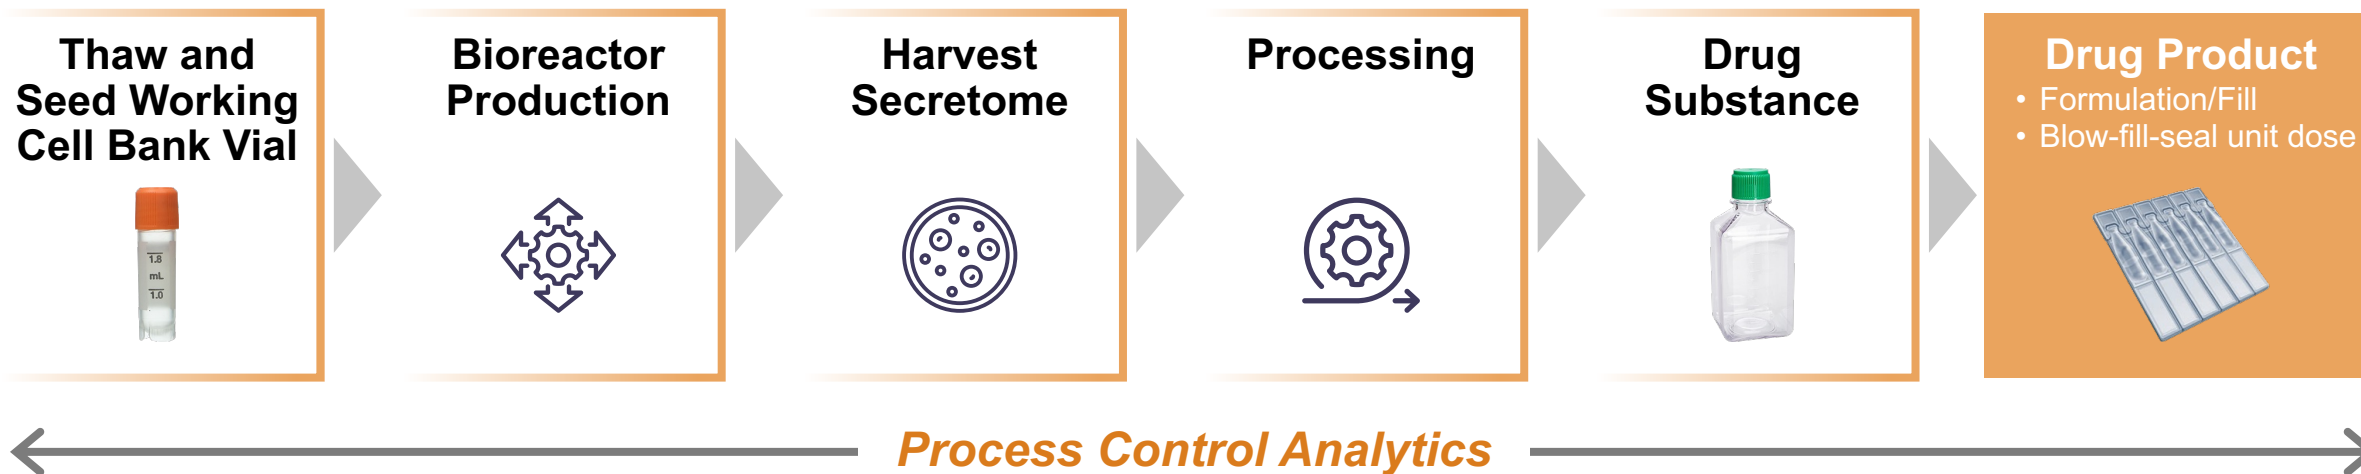 Thaw and
Seed Working
Cell Bank Vial
1.8
mL
1.0
Bioreactor
Production
Harvest
Secretome
Processing
Drug
Substance
Drug Product
• Formulation/Fill
• Blow-fill-seal unit dose
Process Control Analytics